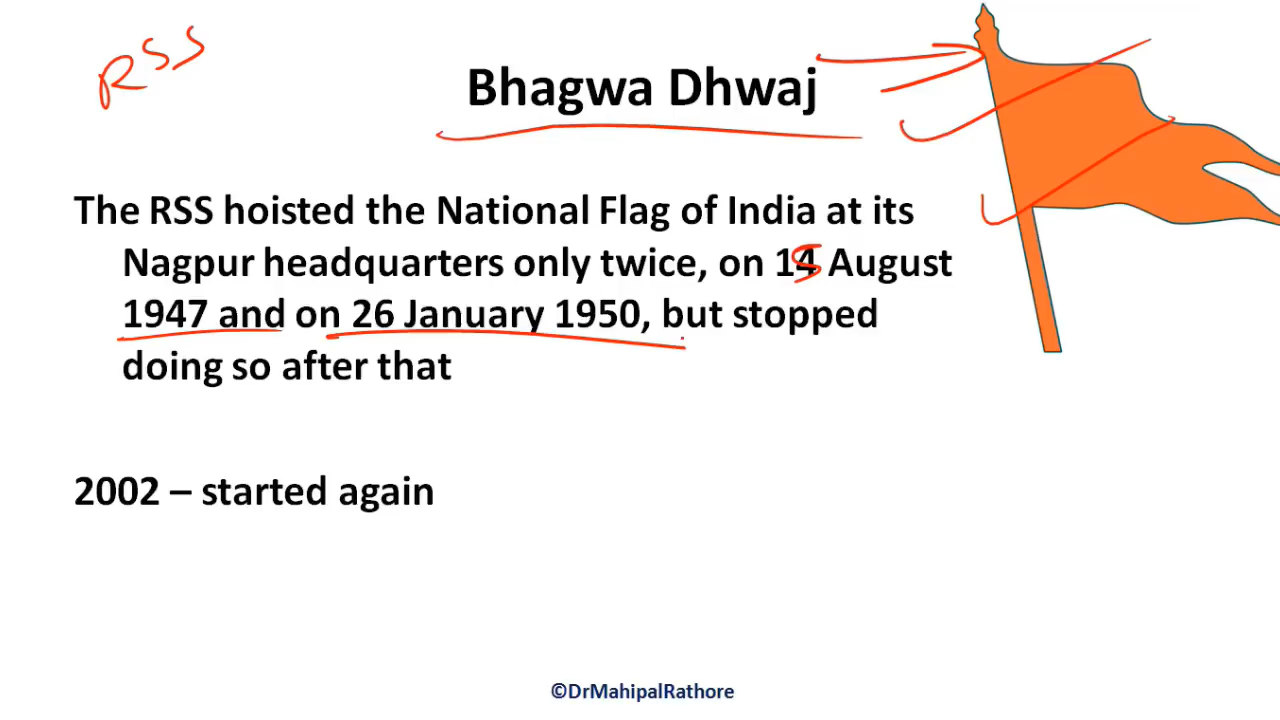 RSS
Bhagwa Dhwaj
The RSS hoisted the National Flag of India at its
Nagpur headquarters only twice, on 15 August
1947 and on 26 January 1950, but stopped
doing so after that
2002 – started again
©DrMahipalRathore